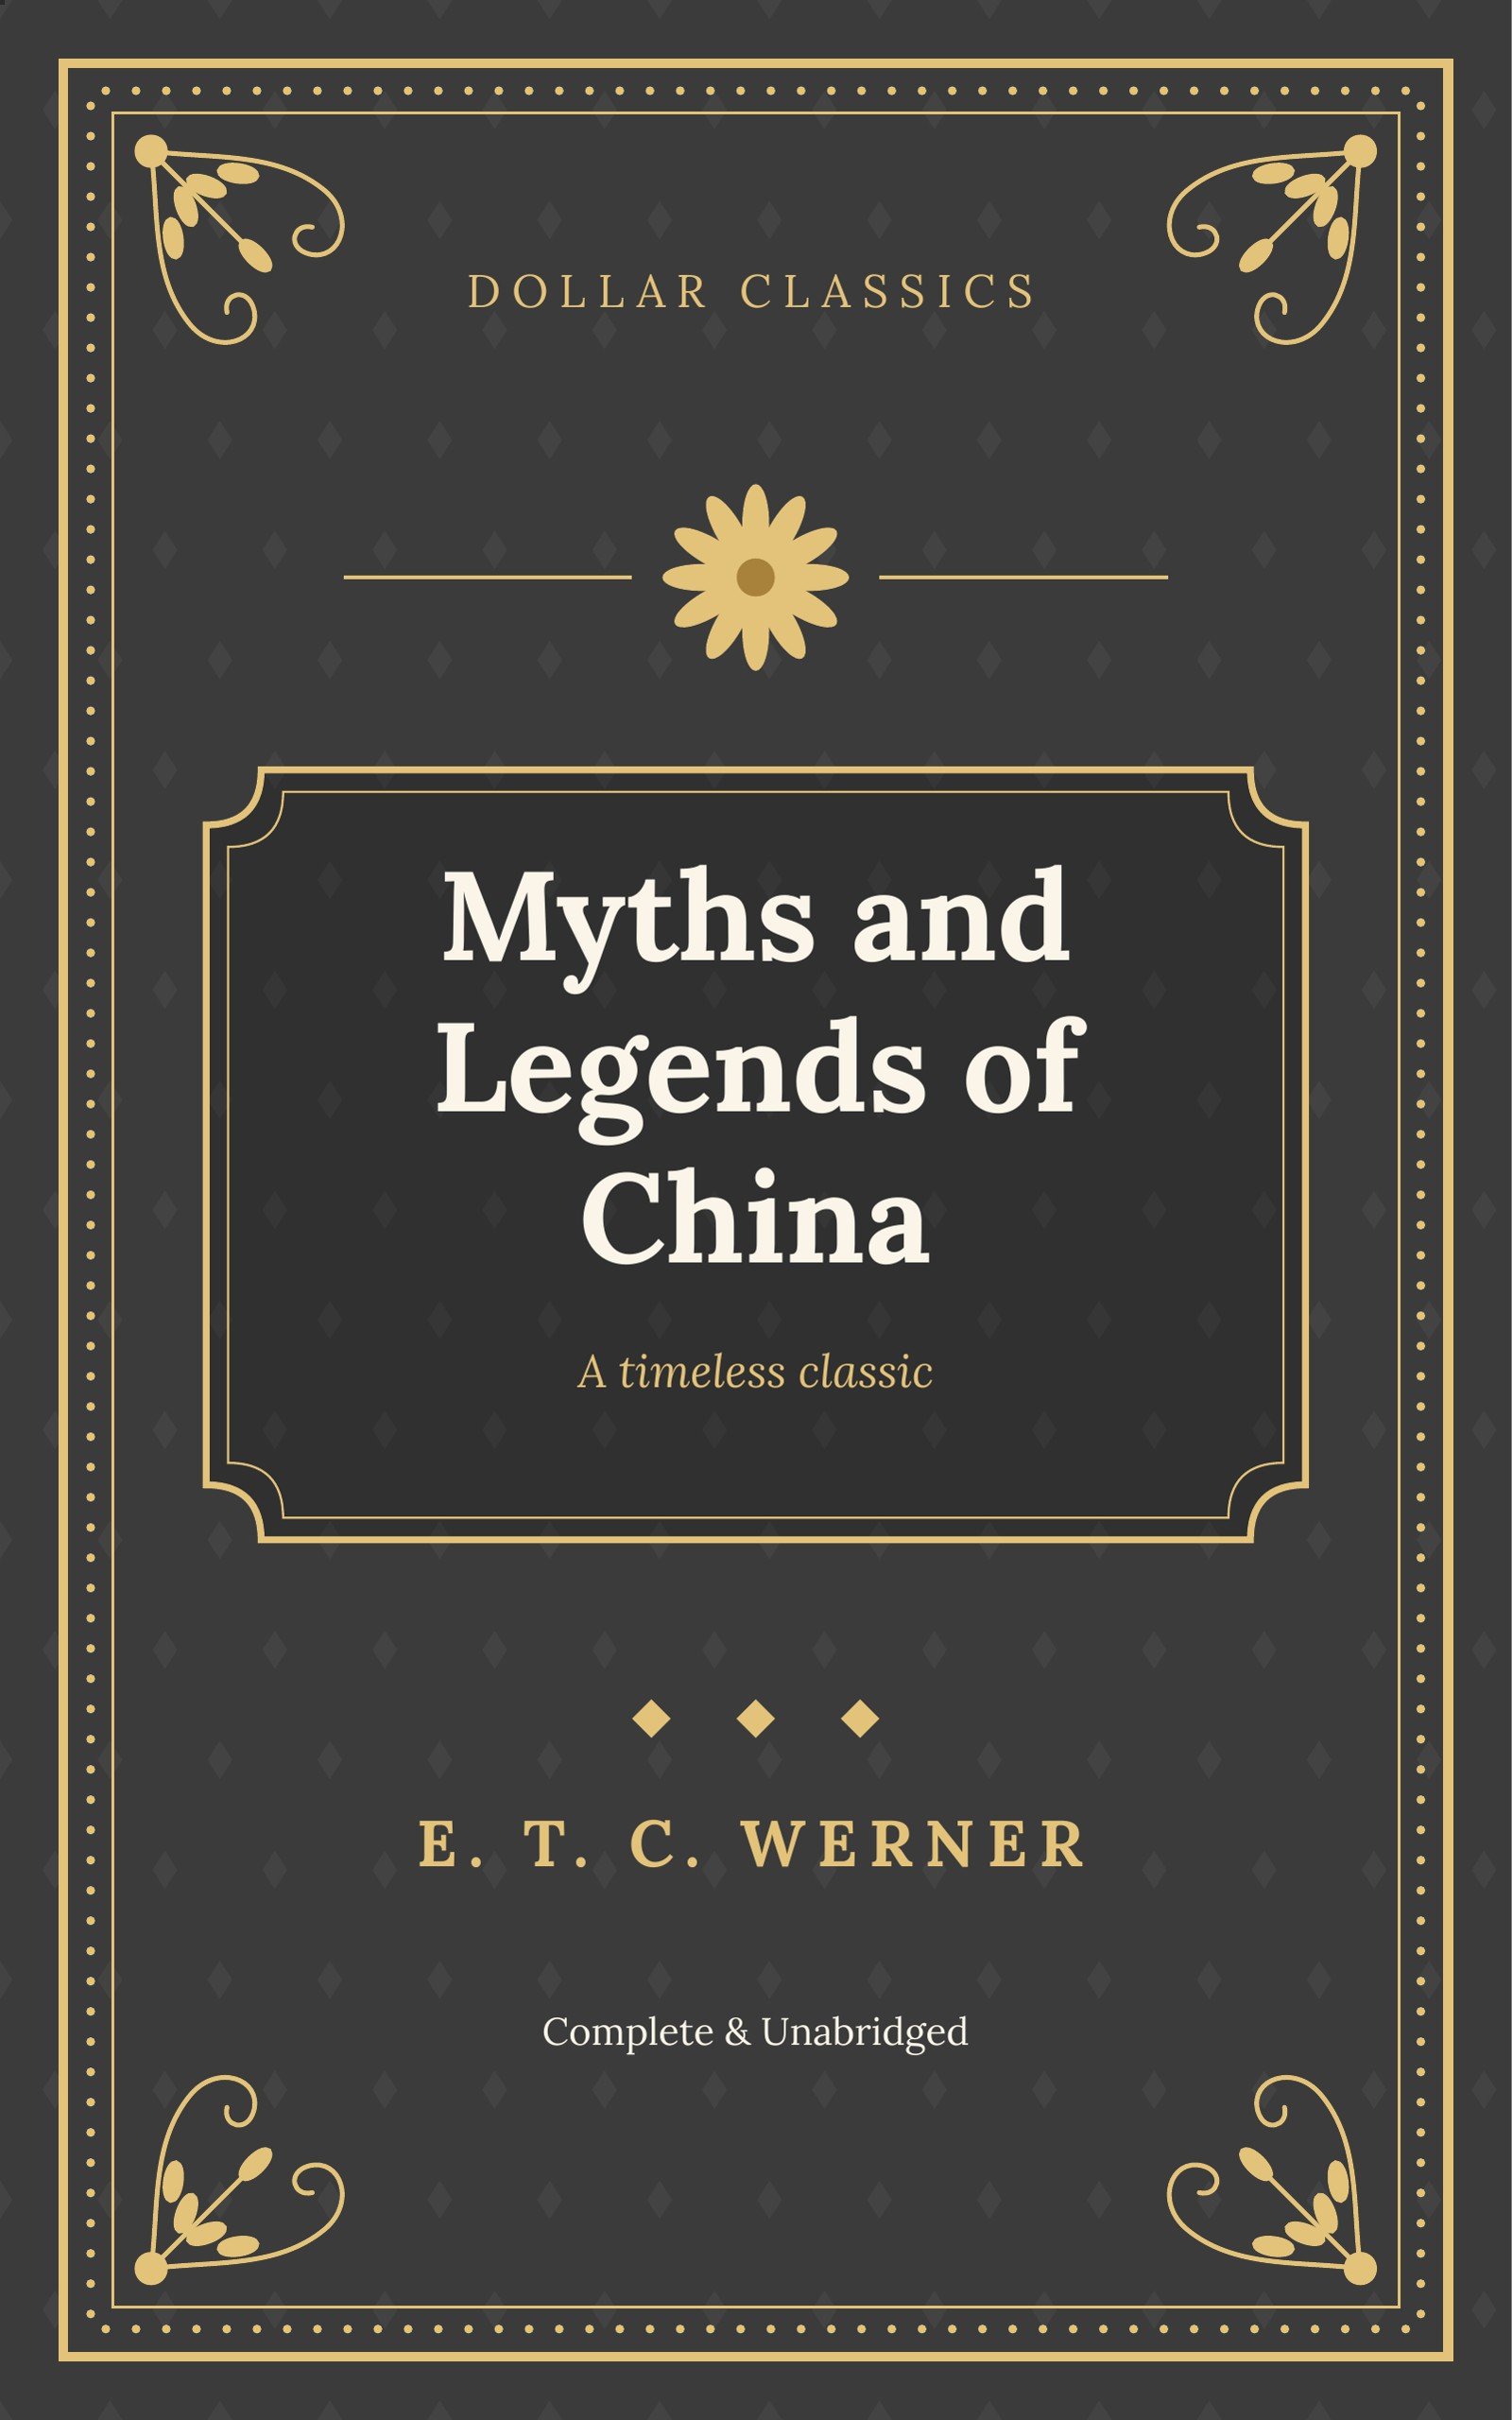 DOLLAR CLASSICS
Myths and
Legends of
China
A timeless classic
E. T. C. WERNER
Complete & Unabridged